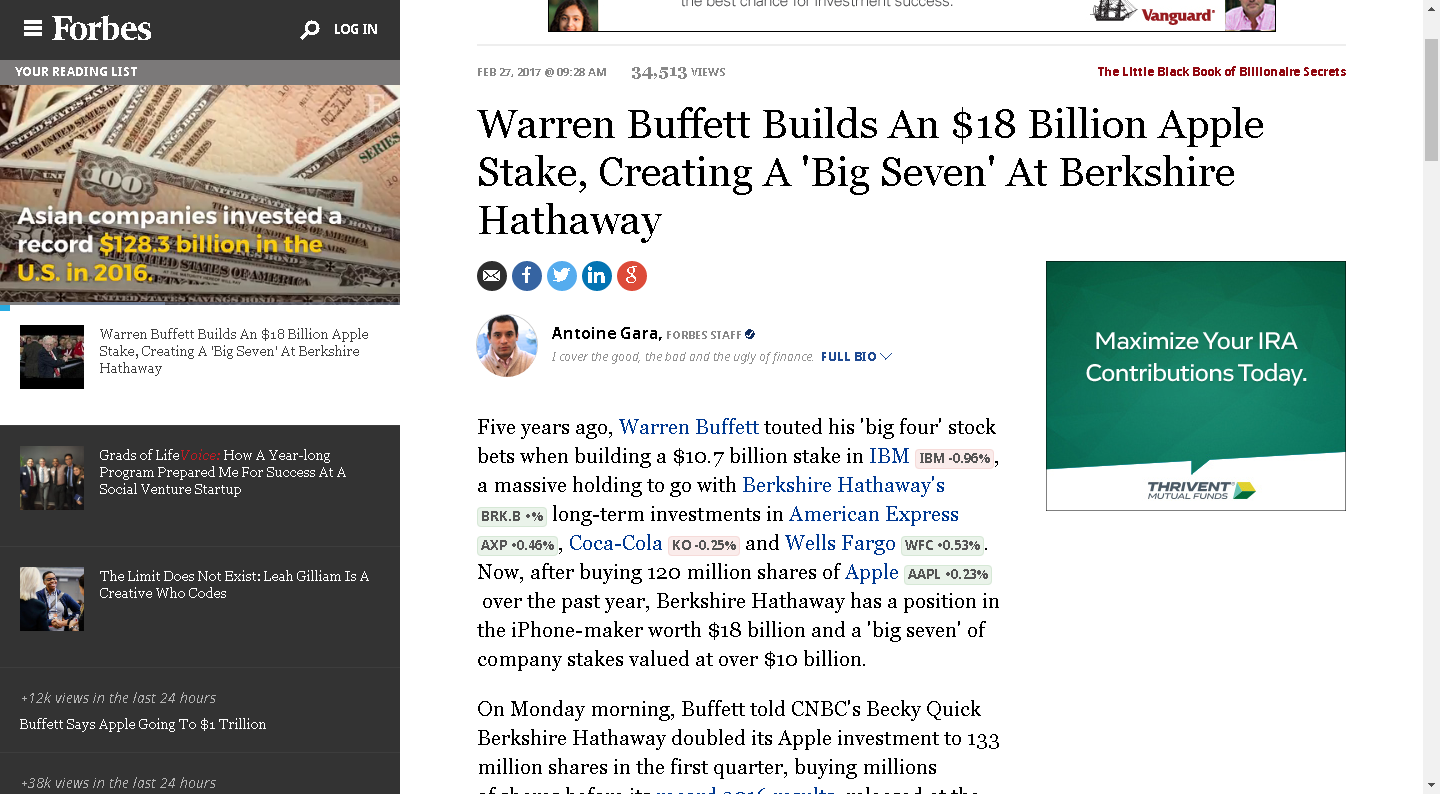 Forbes
LOG IN
YOUR READING LIST
Asian companies invested a
record $128.3 billion in the
U.S. in 2016.
Warren Buffett Builds An $18 Billion Apple
Stake, Creating A 'Big Seven' At Berkshire
Hathaway
Grads of LifeVoice: How A Year-long
Program Prepared Me For Success At A
Social Venture Startup
The Limit Does Not Exist: Leah Gilliam Is A
Creative Who Codes
+12k views in the last 24 hours
Buffett Says Apple Going To $1 Trillion
+38k views in the last 24 hours
the best chance for investment success.
Vanguard
FEB 27, 2017 @ 09:28 AM 34,513 VIEWS
The Little Black Book of Billionaire Secrets
Warren Buffett Builds An $18 Billion Apple
Stake, Creating A 'Big Seven' At Berkshire
Hathaway
Antoine Gara, FORBES STAFF
I cover the good, the bad and the ugly of finance. FULL BIO
Five years ago, Warren Buffett touted his 'big four' stock
bets when building a $10.7 billion stake in IBM IBM -0.96%,
a massive holding to go with Berkshire Hathaway's
BRK.B +% long-term investments in American Express
AXP +0.46%, Coca-Cola KO -0.25% and Wells Fargo WFC +0.53%.
Now, after buying 120 million shares of Apple AAPL +0.23%
over the past year, Berkshire Hathaway has a position in
the iPhone-maker worth $18 billion and a 'big seven' of
company stakes valued at over $10 billion.
On Monday morning, Buffett told CNBC's Becky Quick
Berkshire Hathaway doubled its Apple investment to 133
million shares in the first quarter, buying millions
of shares before its record 2016 results, released at the
Maximize Your IRA
Contributions Today.
THRIVENT
MUTUAL FUNDS